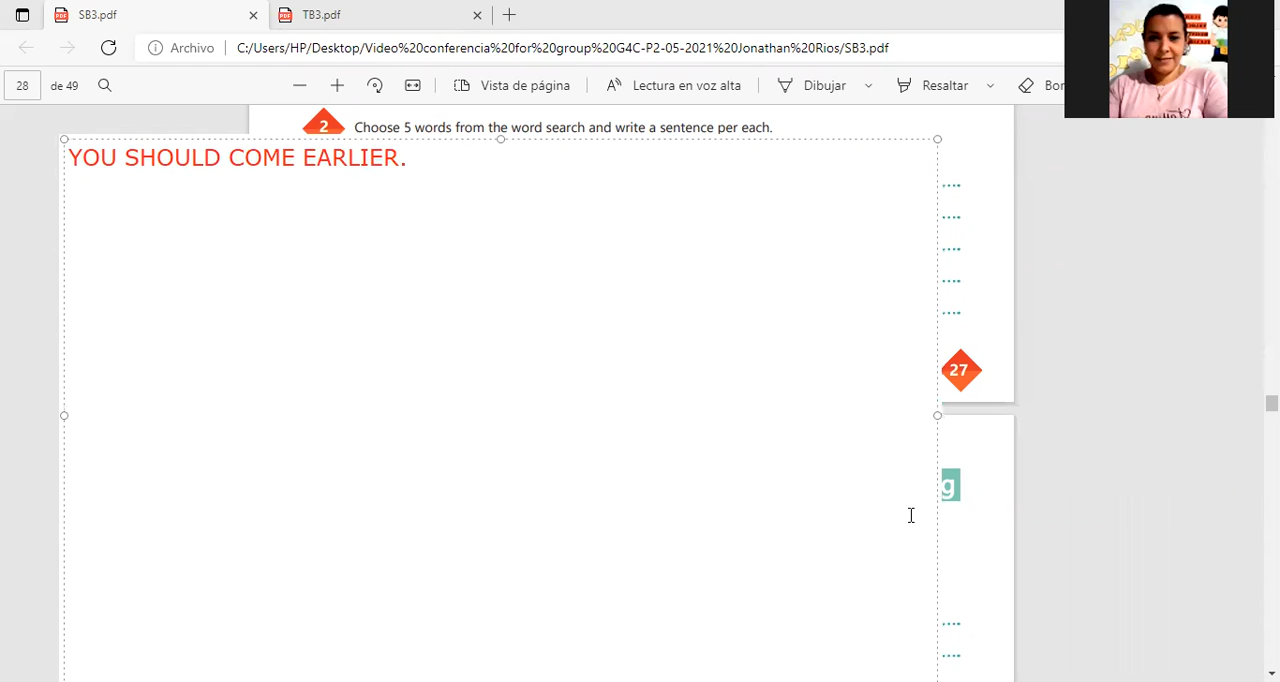 SB3.pdf
TB3.pdf
Archivo
C:/Users/HP/Desktop/Video%20conferences%20for%20group%20G4C-P2-05-2021%20Jonathan%20Rios/SB3.pdf
28 de 49
Vista de página
Lectura en voz alta
Dibujar
Resaltar
Bor
2 Choose 5 words from the word search and write a sentence per each.
YOU SHOULD COME EARLIER.
27
g